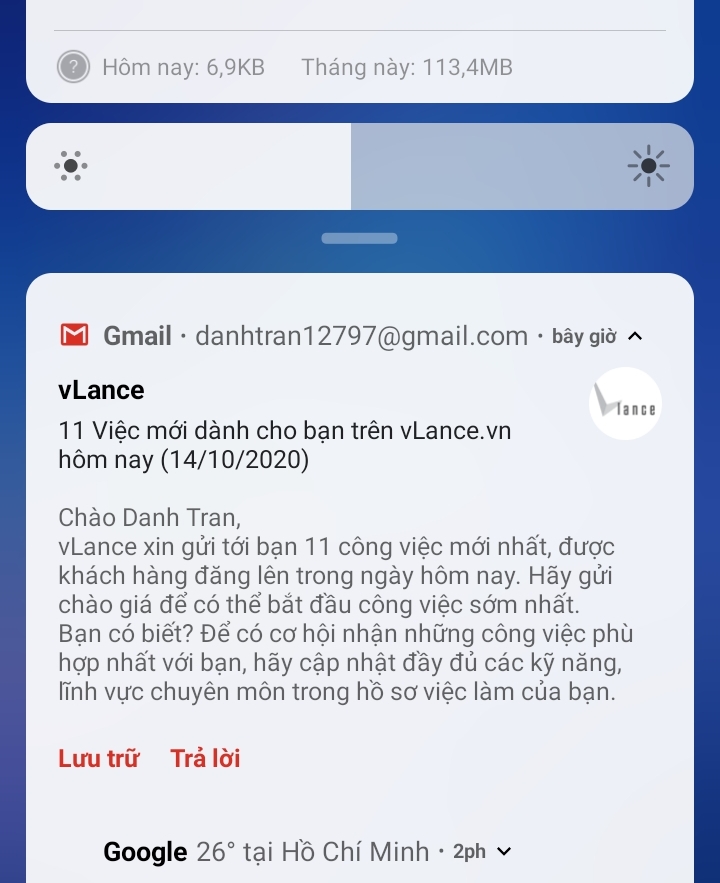 Hôm nay: 6,9KB Tháng này: 113,4MB
Gmail · danhtran12797@gmail.com · bây giờ
vLance
Vlance
11 Việc mới dành cho bạn trên vLance.vn
hôm nay (14/10/2020)
Chào Danh Tran,
vLance xin gửi tới bạn 11 công việc mới nhất, được
khách hàng đăng lên trong ngày hôm nay. Hãy gửi
chào giá để có thể bắt đầu công việc sớm nhất.
Bạn có biết? Để có cơ hội nhận những công việc phù
hợp nhất với bạn, hãy cập nhật đầy đủ các kỹ năng,
lĩnh vực chuyên môn trong hồ sơ việc làm của bạn.
Lưu trữ Trả lời
Google 26° tại Hồ Chí Minh · 2ph